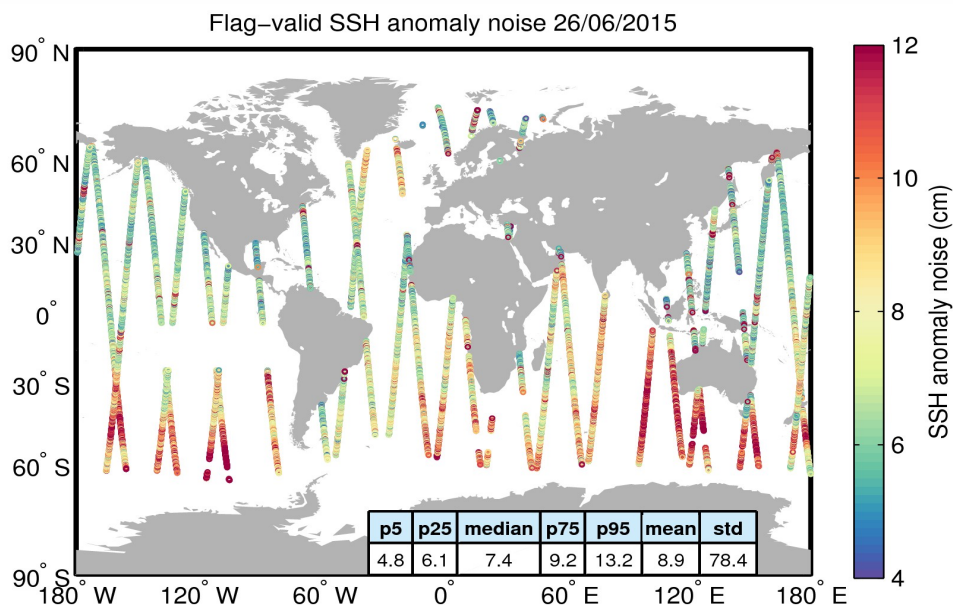 Flag−valid SSH anomaly noise 26/06/2015
90° N
60° N
30° N
0°
30° S
60° S
90° S
180° W
120° W
60° W
0°
60° E
120° E
180° E
p5 p25 median p75 p95 mean std
4.8 6.1 7.4 9.2 13.2 8.9 78.4
12
10
8
6
4
SSH anomaly noise (cm)